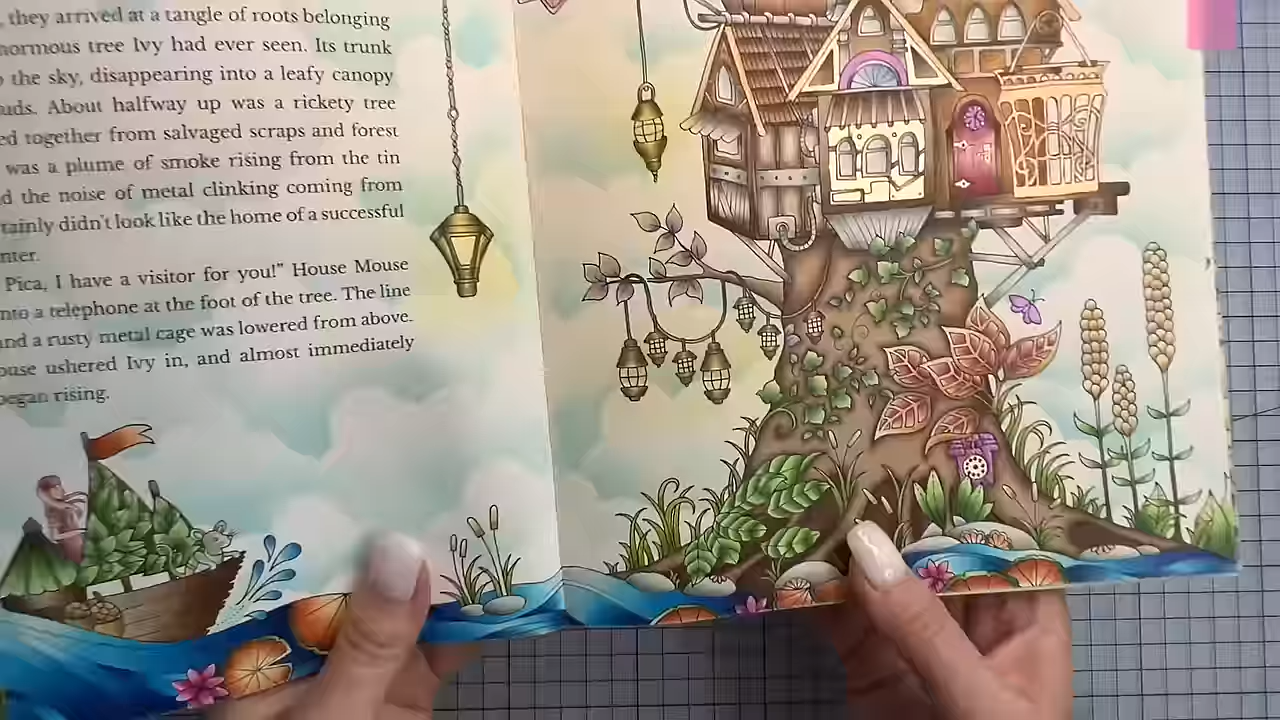 they arrived at a tangle of roots belonging
normous tree Ivy had ever seen. Its trunk
the sky, disappearing into a leafy canopy
uds. About halfway up was a rickety tree
ed together from salvaged scraps and forest
was a plume of smoke rising from the tin
d the noise of metal clinking coming from
tainly didn't look like the home of a successful
nter.
Pica, I have a visitor for you!" House Mouse
nto a telephone at the foot of the tree. The line
nd a rusty metal cage was lowered from above.
ouse ushered Ivy in, and almost immediately
began rising.